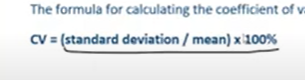 The formula for calculating the coefficient of
CV = (standard deviation / mean) x 100%